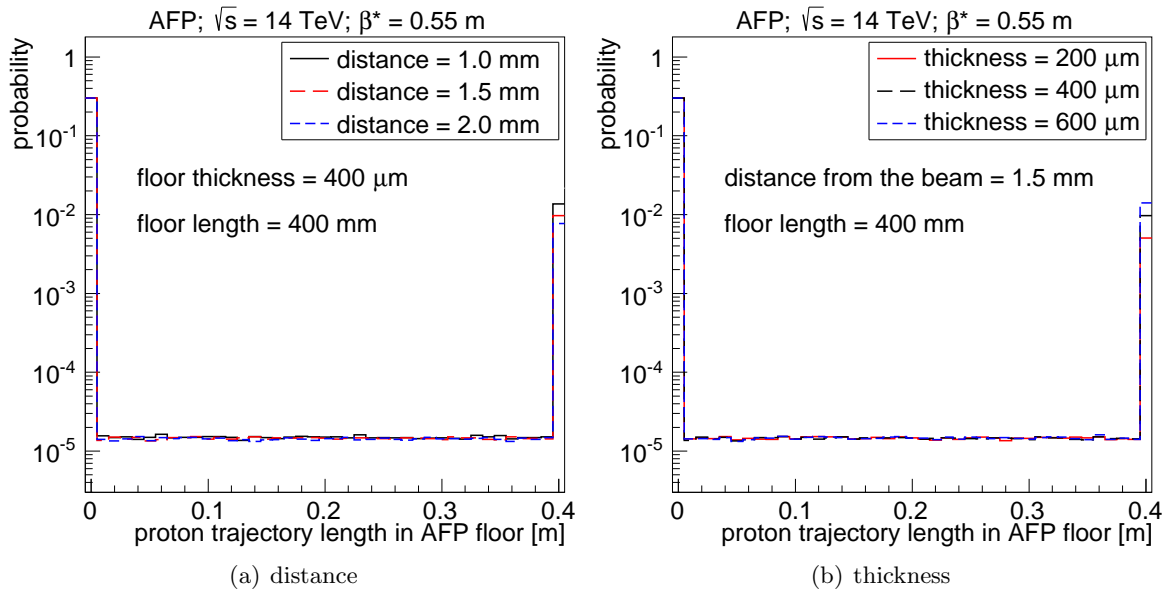 AFP; √s = 14 TeV; β* = 0.55 m
probability
1
10⁻¹
10⁻²
10⁻³
10⁻⁴
10⁻⁵
distance = 1.0 mm
distance = 1.5 mm
distance = 2.0 mm
floor thickness = 400 μm
floor length = 400 mm
0 0.1 0.2 0.3 0.4
proton trajectory length in AFP floor [m]
(a) distance
AFP; √s = 14 TeV; β* = 0.55 m
probability
1
10⁻¹
10⁻²
10⁻³
10⁻⁴
10⁻⁵
thickness = 200 μm
thickness = 400 μm
thickness = 600 μm
distance from the beam = 1.5 mm
floor length = 400 mm
0 0.1 0.2 0.3 0.4
proton trajectory length in AFP floor [m]
(b) thickness